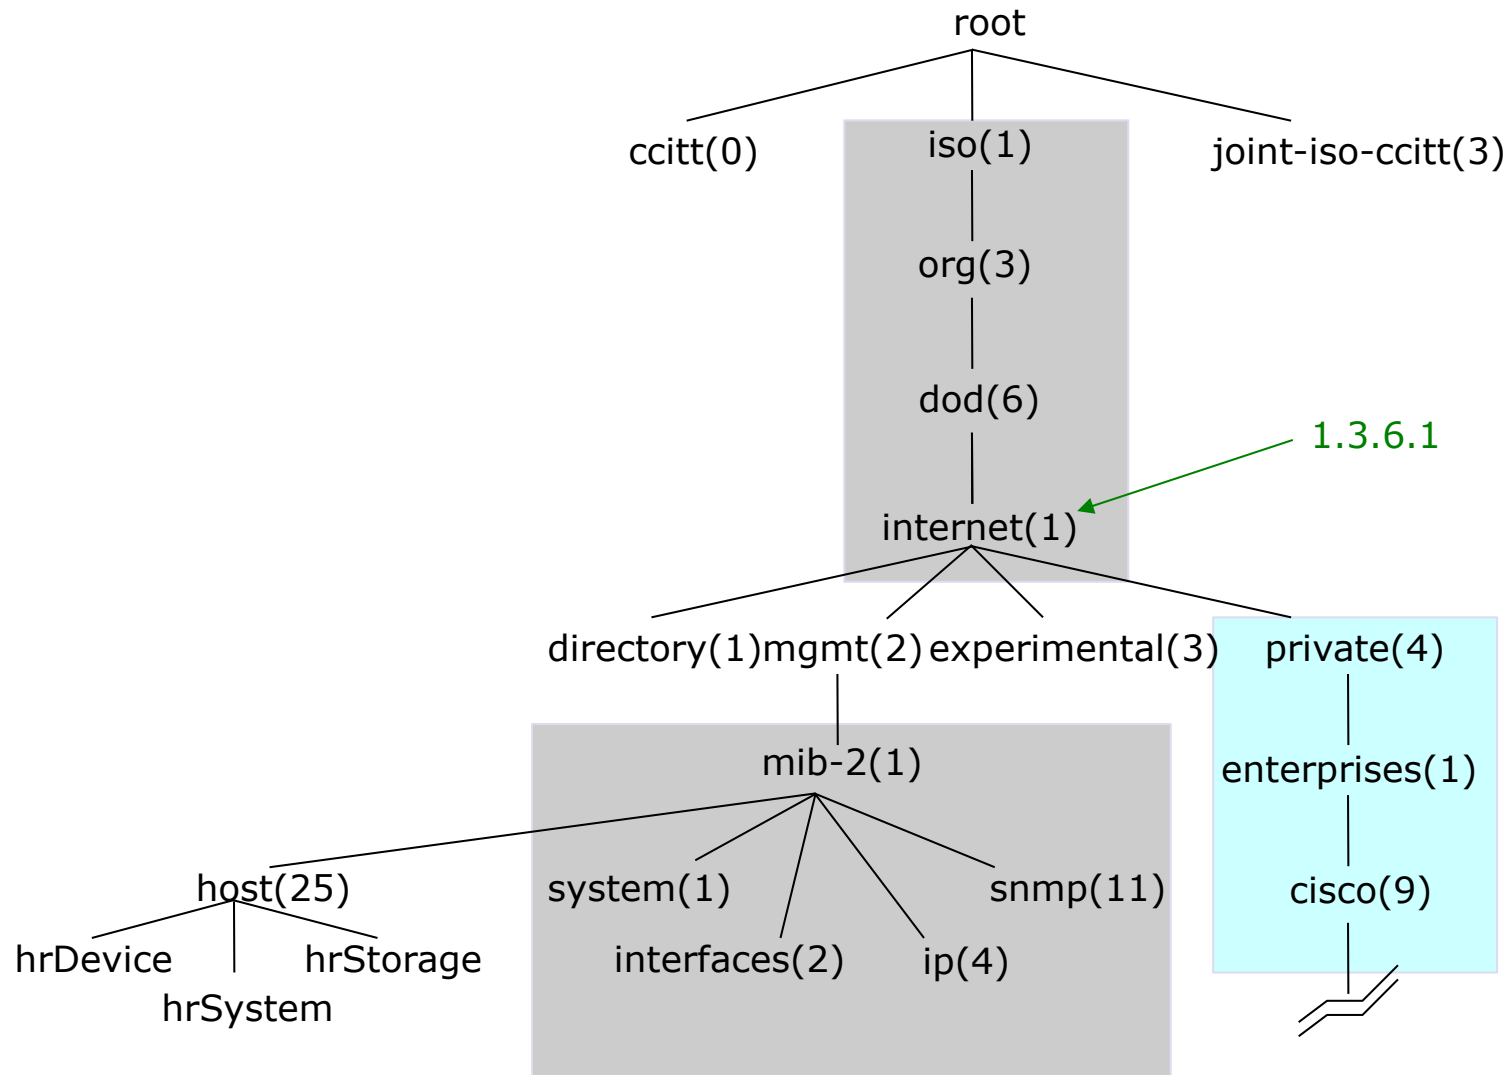 root
ccitt(0)
iso(1)
joint-iso-ccitt(3)
org(3)
dod(6)
1.3.6.1
internet(1)
directory(1)
mgmt(2)
experimental(3)
private(4)
mib-2(1)
enterprises(1)
host(25)
system(1)
snmp(11)
cisco(9)
hrDevice
hrStorage
interfaces(2)
ip(4)
hrSystem